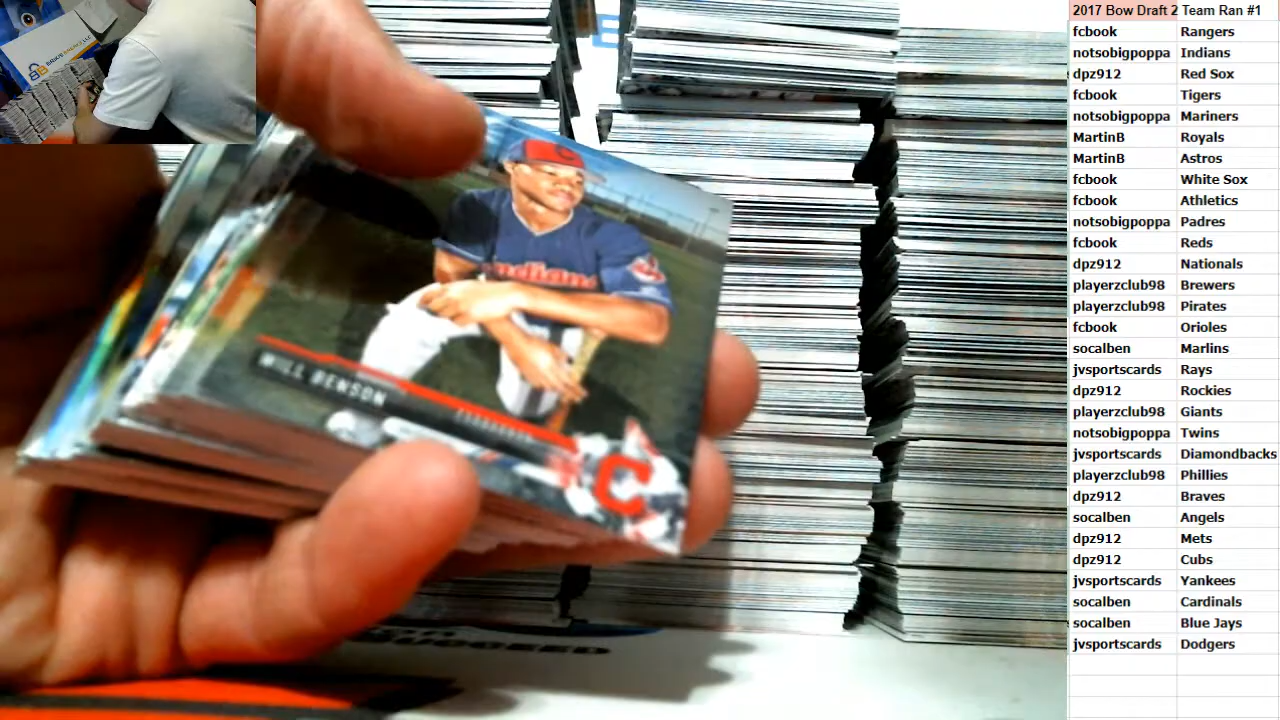 2017 Bow Draft 2 Team Ran #1
fcbook Rangers
notsobigpoppa Indians
dpz912 Red Sox
fcbook Tigers
notsobigpoppa Mariners
MartinB Royals
MartinB Astros
fcbook White Sox
fcbook Athletics
notsobigpoppa Padres
fcbook Reds
dpz912 Nationals
playerzclub98 Brewers
playerzclub98 Pirates
fcbook Orioles
socalben Marlins
jvsportscards Rays
dpz912 Rockies
playerzclub98 Giants
notsobigpoppa Twins
jvsportscards Diamondbacks
playerzclub98 Phillies
dpz912 Braves
socalben Angels
dpz912 Mets
dpz912 Cubs
jvsportscards Yankees
socalben Cardinals
socalben Blue Jays
jvsportscards Dodgers
C
Indians
WILL BENSON
C